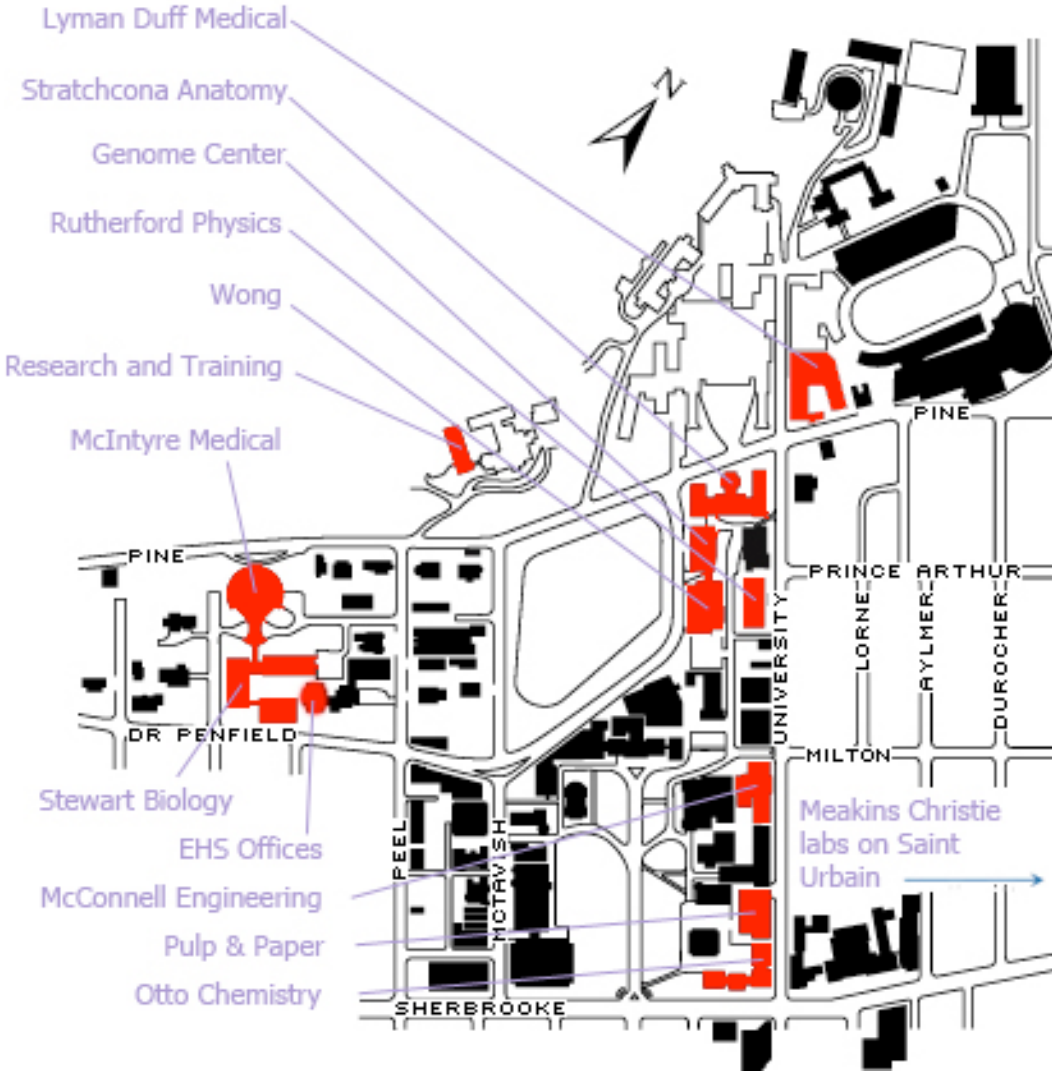 Lyman Duff Medical
Stratchcona Anatomy
N
Genome Center
Rutherford Physics
Wong
Research and Training
McIntyre Medical
PINE
PINE
PRINCE ARTHUR
UNIVERSITY
LORNE
AYLMER
DUROCHER
DR PENFIELD
MILTON
Stewart Biology
EHS Offices
McConnell Engineering
Pulp & Paper
Otto Chemistry
PEEL
MCTAVISH
Meakins Christie
labs on Saint
Urbain
SHERBROOKE